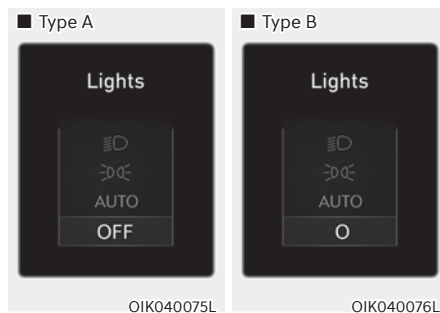 ■ Type A
Lights
AUTO
OFF
OIK040075L
■ Type B
Lights
AUTO
O
OIK040076L